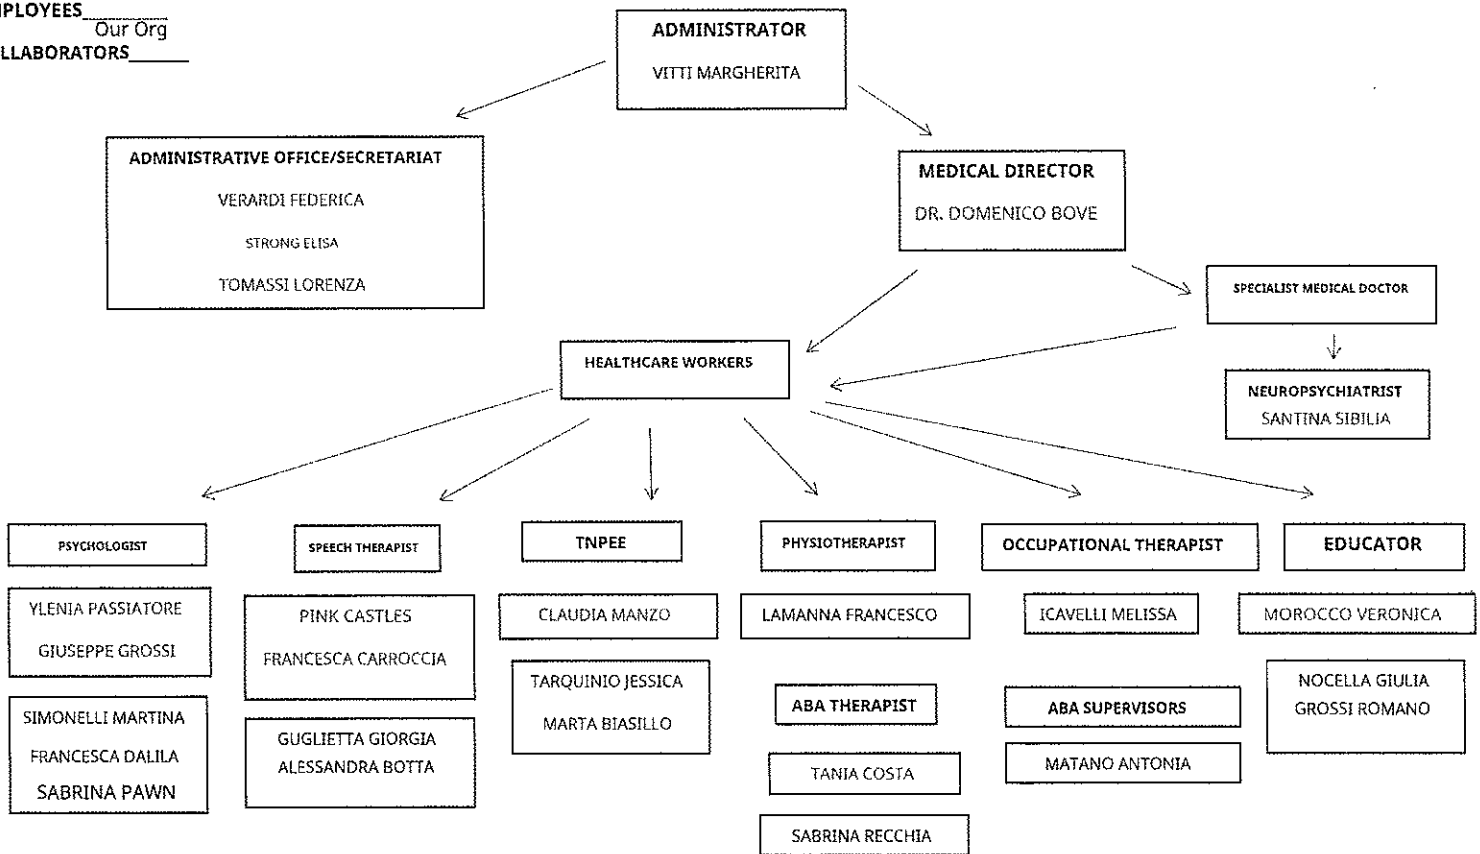 PLOYEES________
Our Org
LLABORATORS______
ADMINISTRATOR
VITTI MARGHERITA
ADMINISTRATIVE OFFICE/SECRETARIAT
VERARDI FEDERICA
STRONG ELISA
TOMASSI LORENZA
MEDICAL DIRECTOR
DR. DOMENICO BOVE
SPECIALIST MEDICAL DOCTOR
HEALTHCARE WORKERS
NEUROPSYCHIATRIST
SANTINA SIBILIA
PSYCHOLOGIST
YLENIA PASSIATORE
GIUSEPPE GROSSI
SIMONELLI MARTINA
FRANCESCA DALILA
SABRINA PAWN
SPEECH THERAPIST
PINK CASTLES
FRANCESCA CARROCCIA
GUGLIETTA GIORGIA
ALESSANDRA BOTTA
TNPEE
CLAUDIA MANZO
TARQUINIO JESSICA
MARTA BIASILLO
PHYSIOTHERAPIST
LAMANNA FRANCESCO
ABA THERAPIST
TANIA COSTA
SABRINA RECCHIA
OCCUPATIONAL THERAPIST
ICAVELLI MELISSA
ABA SUPERVISORS
MATANO ANTONIA
EDUCATOR
MOROCCO VERONICA
NOCELLA GIULIA
GROSSI ROMANO